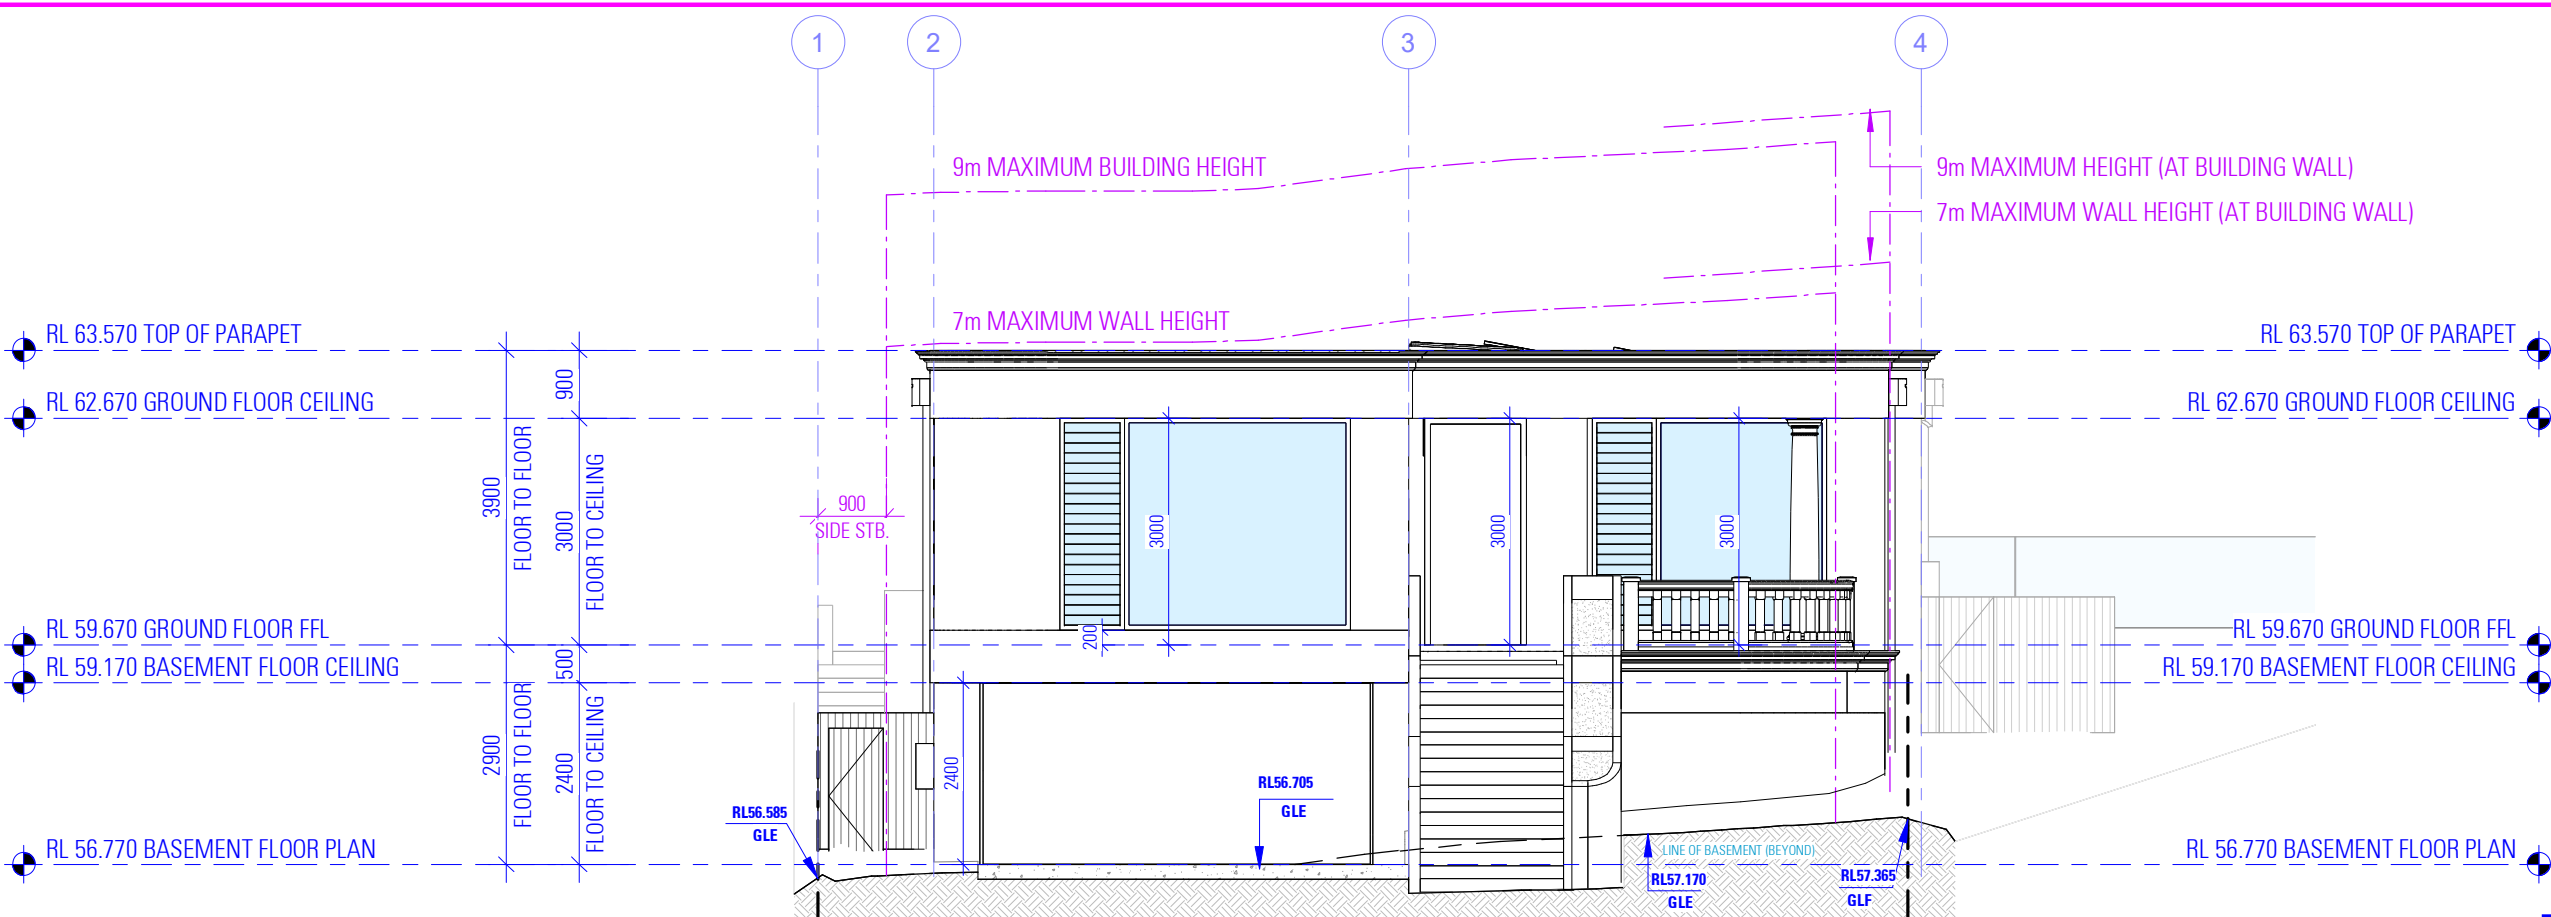 1 2 3 4
9m MAXIMUM BUILDING HEIGHT
9m MAXIMUM HEIGHT (AT BUILDING WALL)
7m MAXIMUM WALL HEIGHT (AT BUILDING WALL)
7m MAXIMUM WALL HEIGHT
RL 63.570 TOP OF PARAPET
RL 63.570 TOP OF PARAPET
900
RL 62.670 GROUND FLOOR CEILING
RL 62.670 GROUND FLOOR CEILING
3900
FLOOR TO FLOOR
3000
FLOOR TO CEILING
900
SIDE STB.
3000
3000
3000
200
RL 59.670 GROUND FLOOR FFL
RL 59.670 GROUND FLOOR FFL
500
RL 59.170 BASEMENT FLOOR CEILING
RL 59.170 BASEMENT FLOOR CEILING
2900
FLOOR TO FLOOR
2400
FLOOR TO CEILING
2400
RL56.585
GLE
RL56.705
GLE
RL 56.770 BASEMENT FLOOR PLAN
RL 56.770 BASEMENT FLOOR PLAN
LINE OF BASEMENT (BEYOND)
RL57.170
GLE
RL57.365
GLF